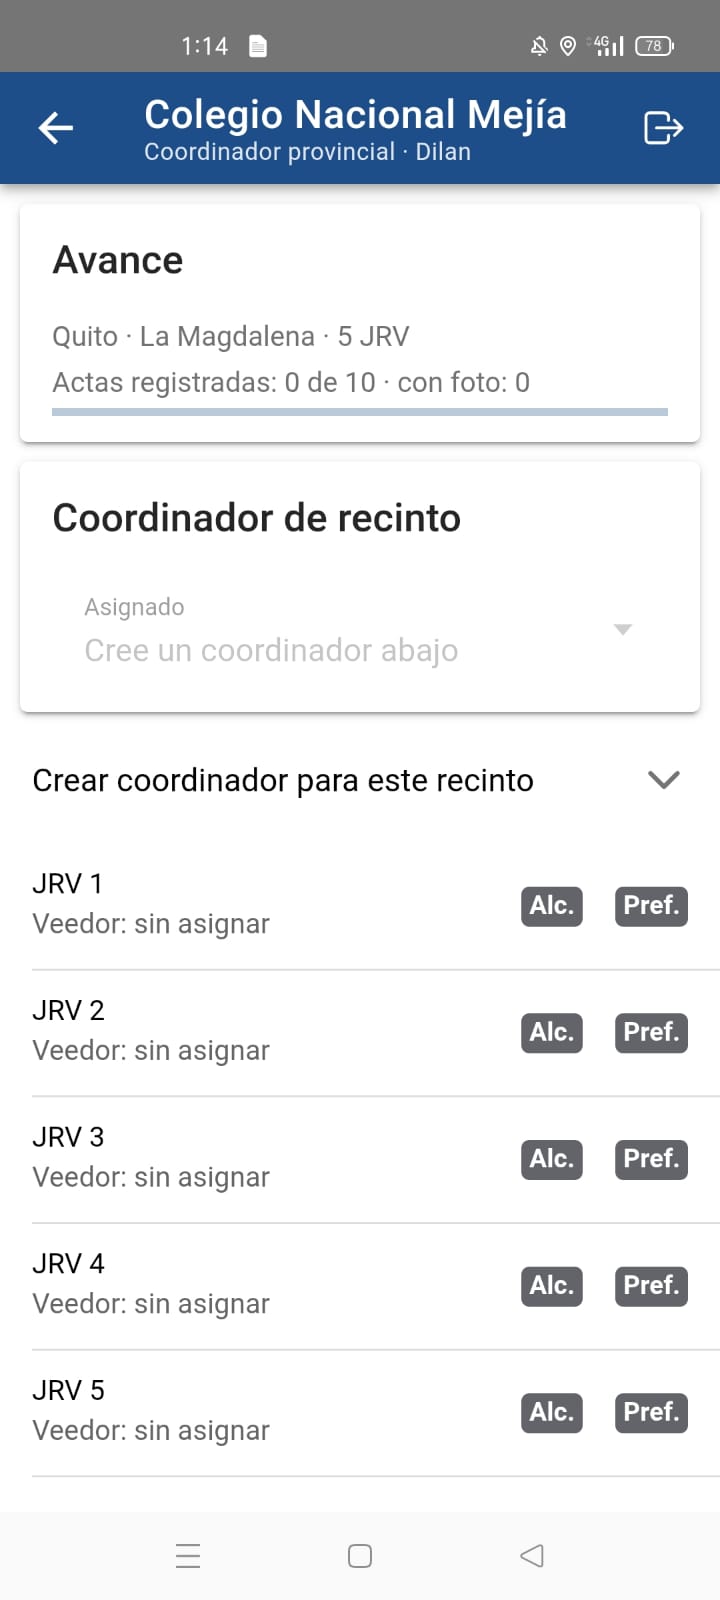 1:14
4G
78
Colegio Nacional Mejía
Coordinador provincial · Dilan
Avance
Quito · La Magdalena · 5 JRV
Actas registradas: 0 de 10 · con foto: 0
Coordinador de recinto
Asignado
Cree un coordinador abajo
Crear coordinador para este recinto
JRV 1
Veedor: sin asignar
Alc. Pref.
JRV 2
Veedor: sin asignar
Alc. Pref.
JRV 3
Veedor: sin asignar
Alc. Pref.
JRV 4
Veedor: sin asignar
Alc. Pref.
JRV 5
Veedor: sin asignar
Alc. Pref.